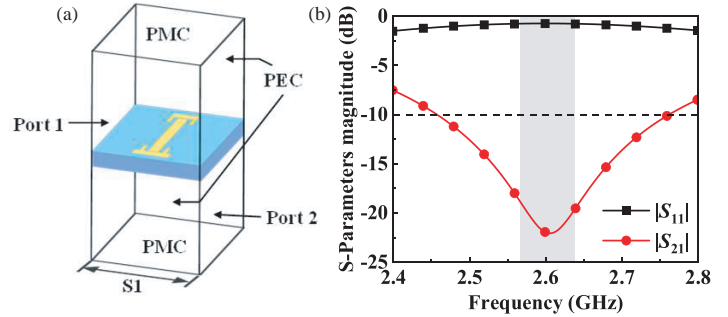 (a)
PMC
PEC
Port 1
Port 2
PMC
S1
(b)
S-Parameters magnitude (dB)
0
-5
-10
-15
-20
-25
|S11|
|S21|
2.4 2.5 2.6 2.7 2.8
Frequency (GHz)